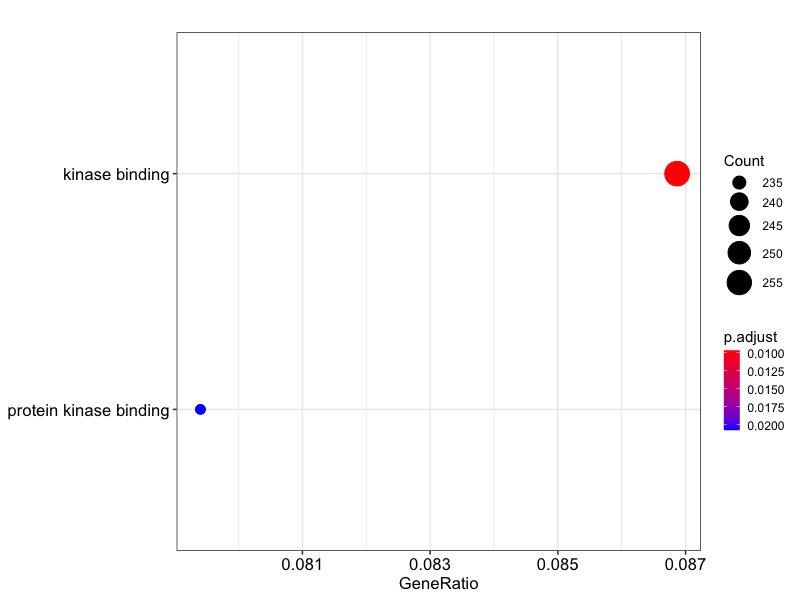 kinase binding
protein kinase binding
0.081
0.083
0.085
0.087
GeneRatio
Count
235
240
245
250
255
p.adjust
0.0100
0.0125
0.0150
0.0175
0.0200